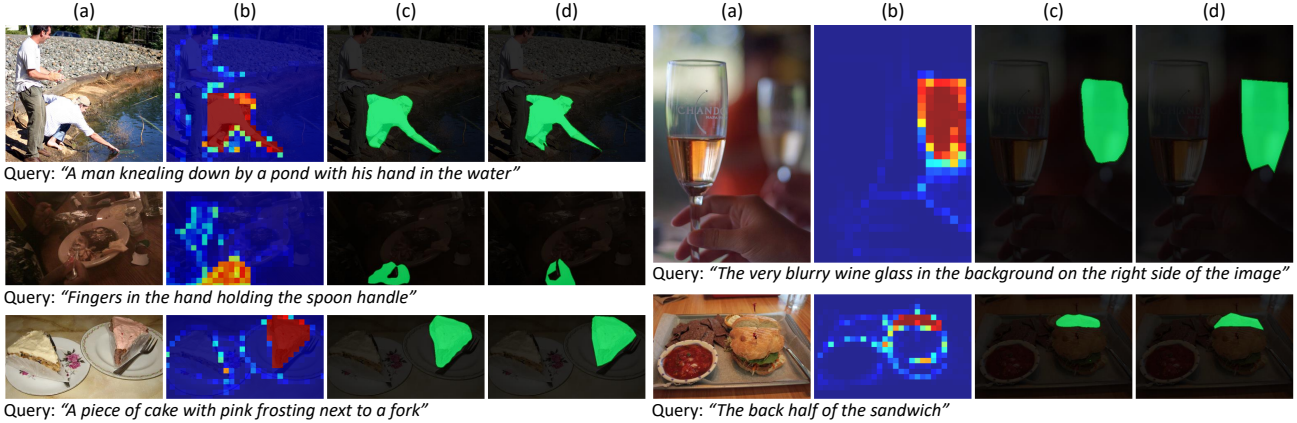 (a) (b) (c) (d)
Query: “A man knealing down by a pond with his hand in the water”
Query: “Fingers in the hand holding the spoon handle”
Query: “A piece of cake with pink frosting next to a fork”
(a) (b) (c) (d)
CHANDO
Query: “The very blurry wine glass in the background on the right side of the image”
Query: “The back half of the sandwich”